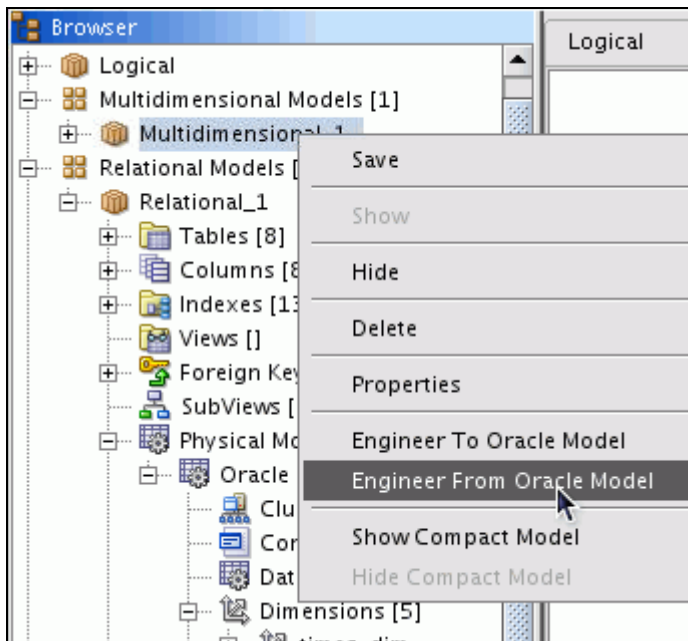 Browser
Logical
Logical
Multidimensional Models [1]
Multidimensional_1
Relational Models [
Relational_1
Tables [8]
Columns [8
Indexes [13
Views []
Foreign Key
SubViews [
Physical Mo
Oracle
Clu
Con
Dat
Dimensions [5]
times_dim
Save
Show
Hide
Delete
Properties
Engineer To Oracle Model
Engineer From Oracle Model
Show Compact Model
Hide Compact Model